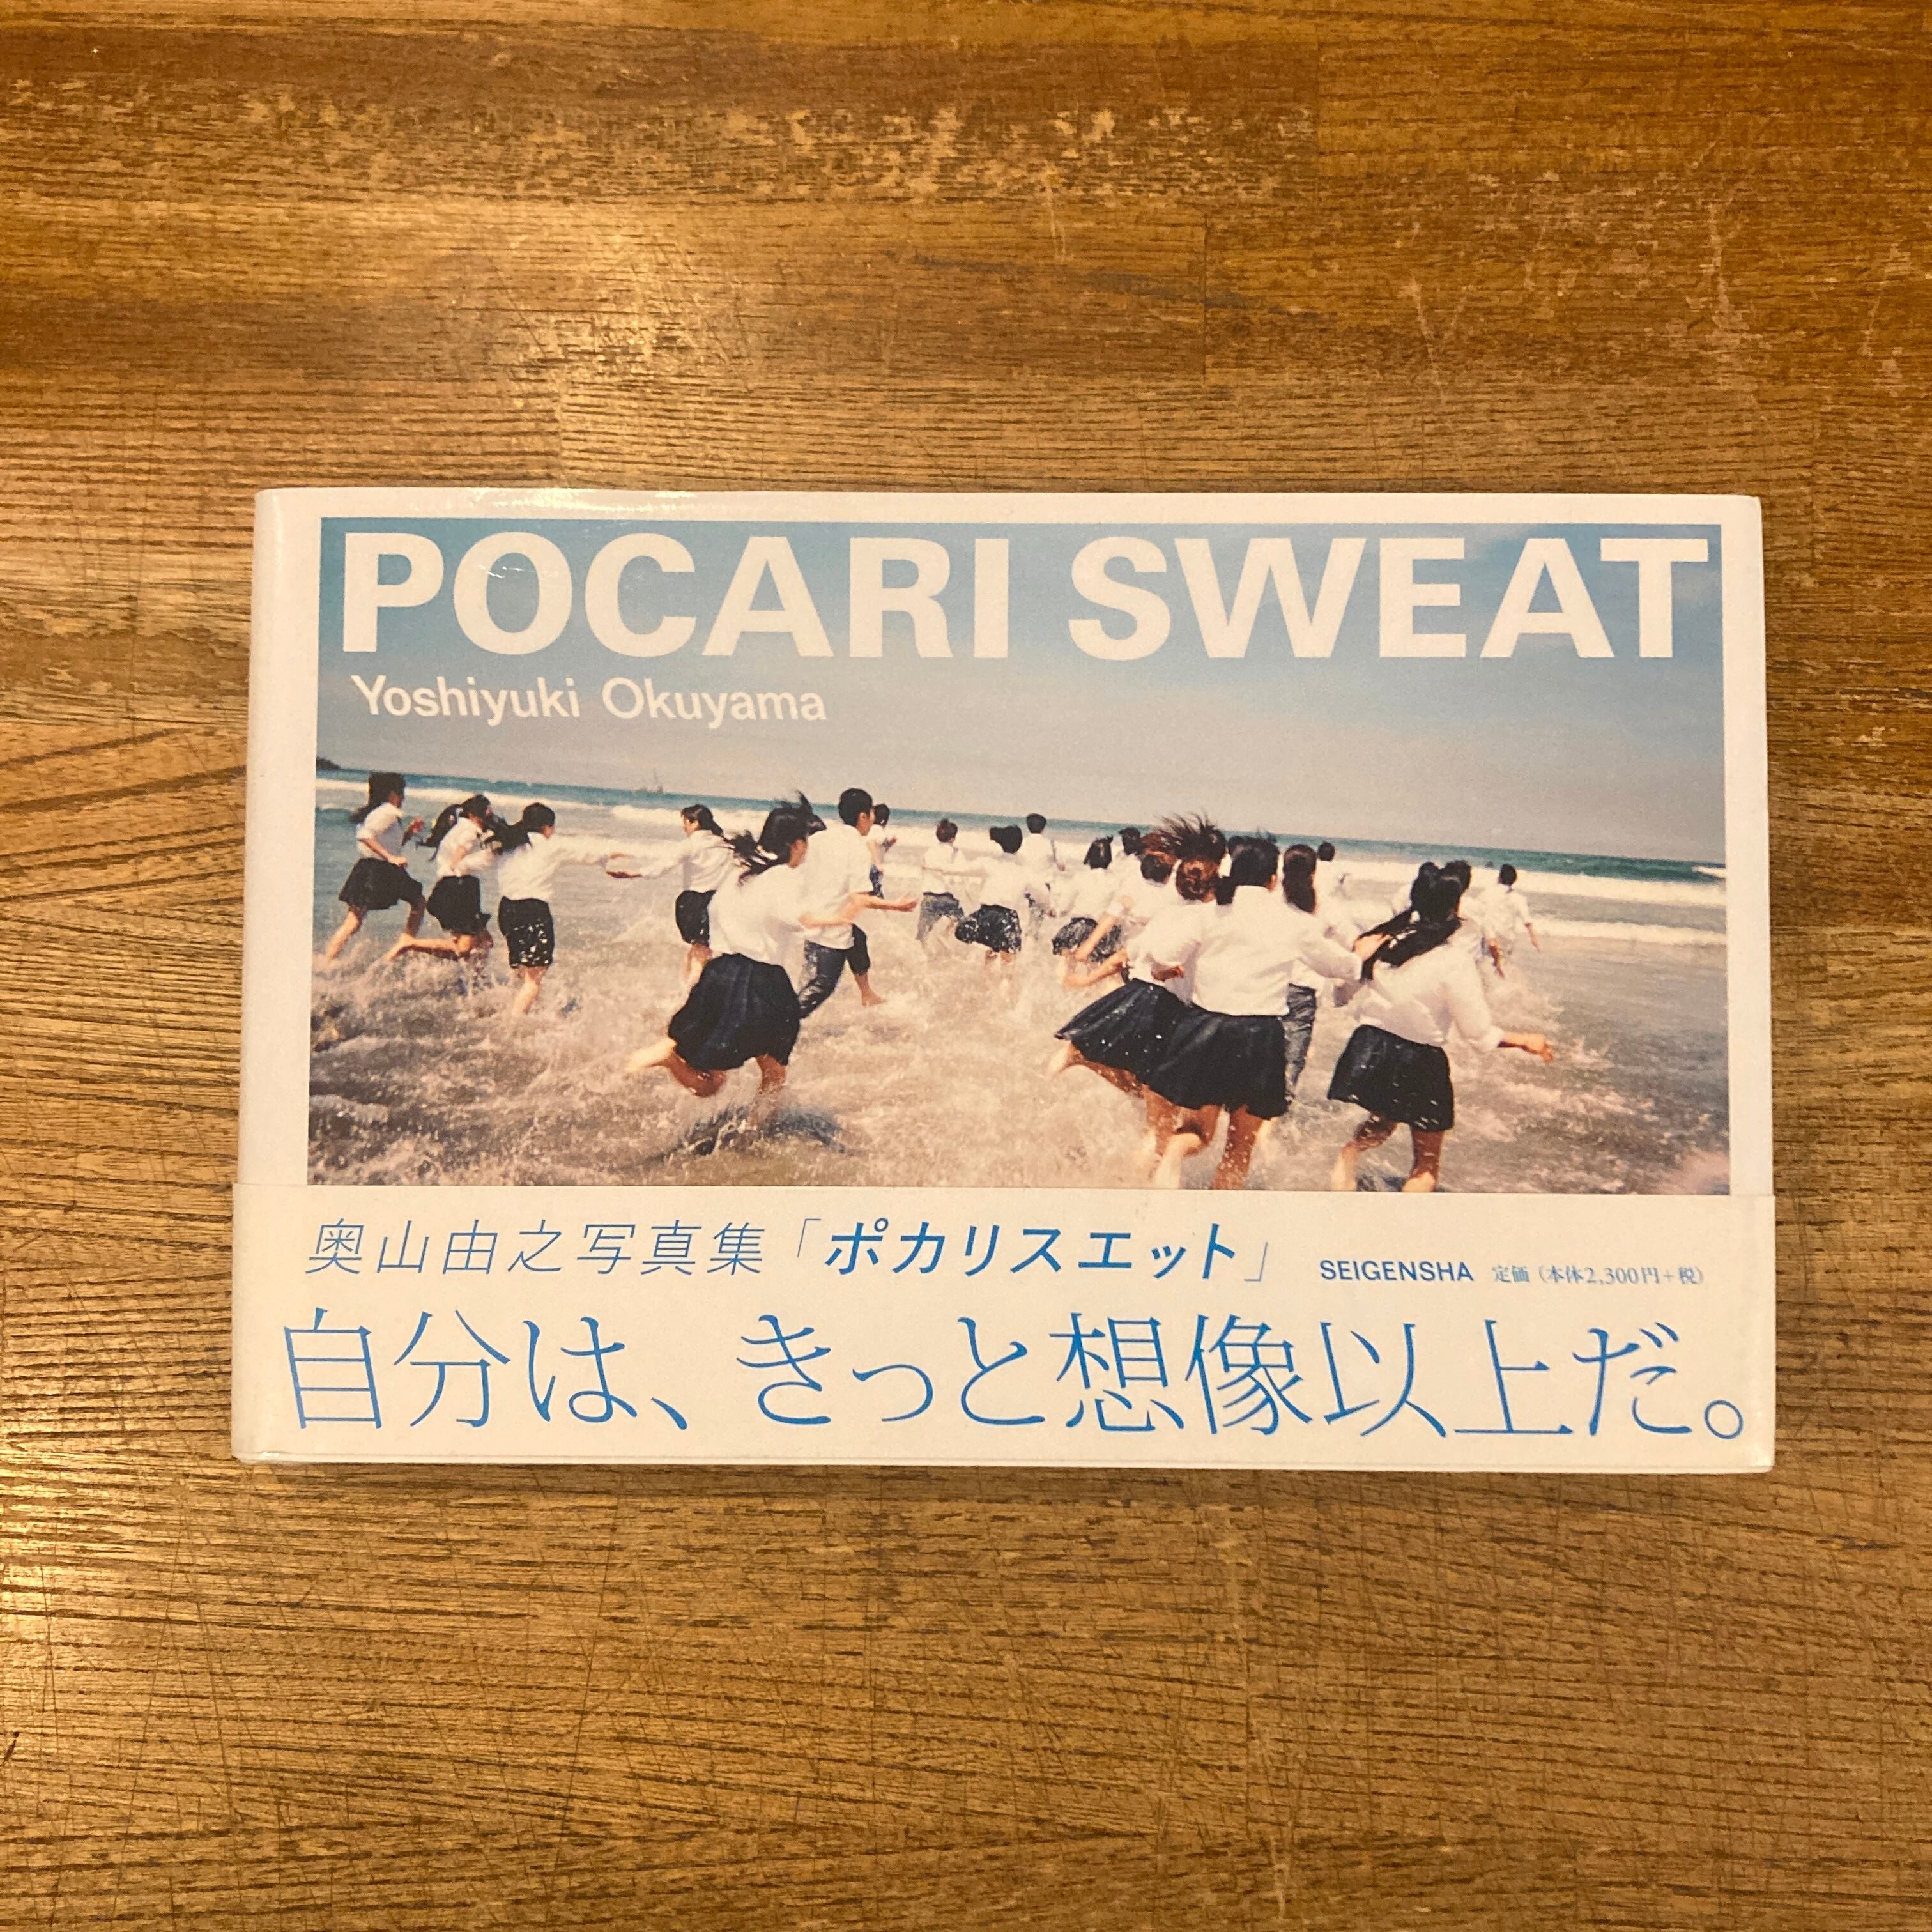 POCARI SWEAT
Yoshiyuki Okuyama
奥山由之写真集「ポカリスエット」 SEIGENSHA 定価（本体2,300円+税）
自分は、きっと想像以上だ。